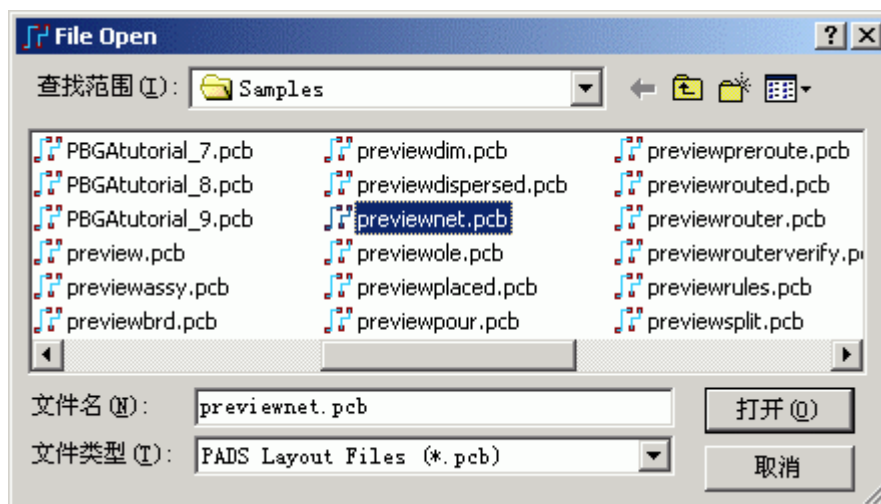 File Open
查找范围(I): Samples
PBGAtutorial_7.pcb previewdim.pcb previewpreroute.pcb
PBGAtutorial_8.pcb previewdispersed.pcb previewrouted.pcb
PBGAtutorial_9.pcb previewnet.pcb previewrouter.pcb
preview.pcb previewole.pcb previewrouterverify.p
previewassy.pcb previewplaced.pcb previewrules.pcb
previewbrd.pcb previewpour.pcb previewsplit.pcb
文件名(N): previewnet.pcb 打开(O)
文件类型(T): PADS Layout Files (*.pcb) 取消